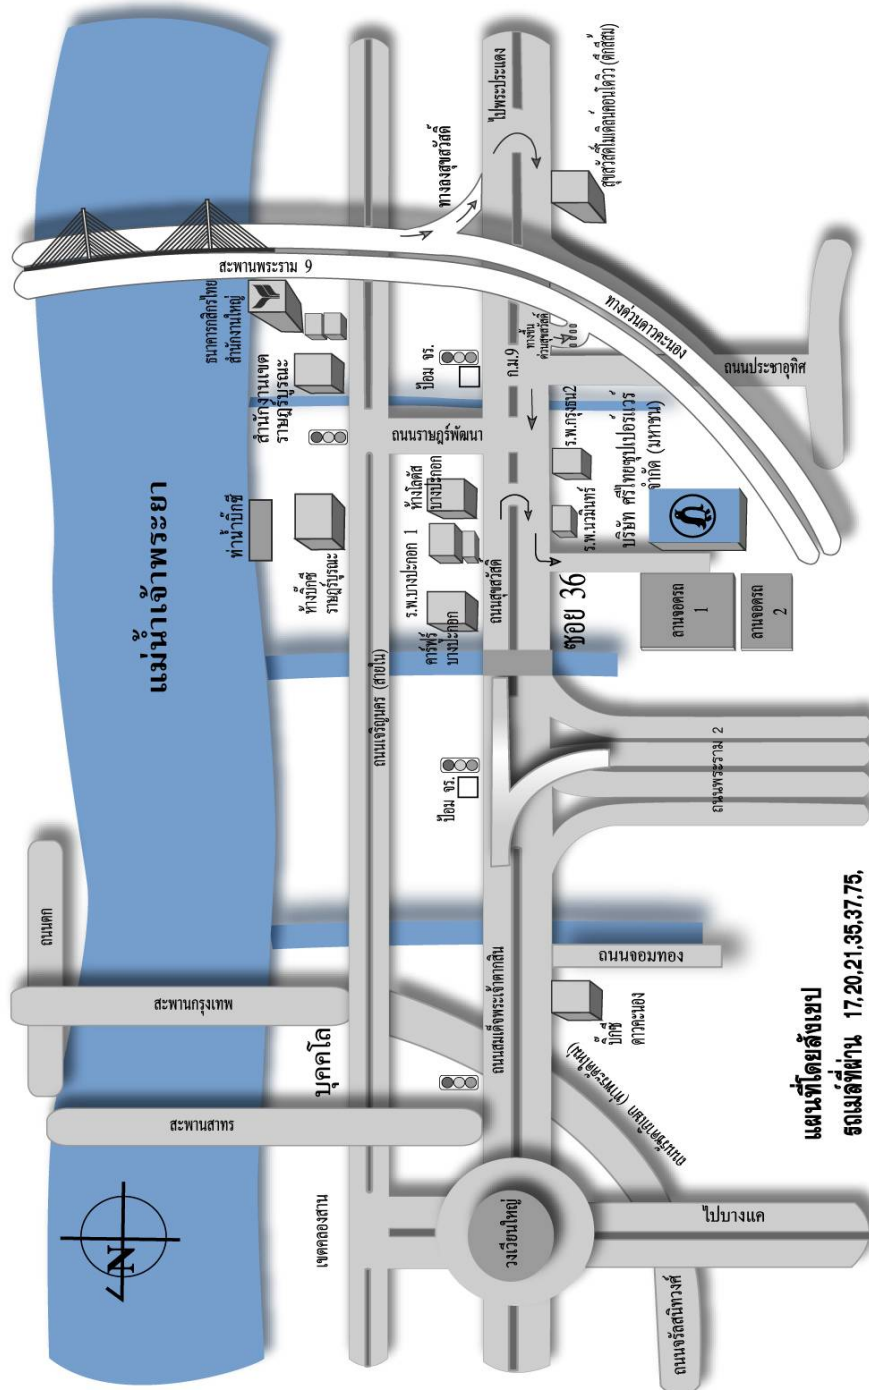 แม่น้ำเจ้าพระยา
ถนนตก
สะพานกรุงเทพ
สะพานสาทร
N
เขตคลองสาน
บุคคโล
วงเวียนใหญ่
ไปบางแค
ถนนจรัลสนิทวงศ์
ถนนรัชดาภิเษก (ท่าพระตัดใหม่)
ถนนสมเด็จพระเจ้าตากสิน
บิ๊กซี
ดาวคะนอง
ถนนจอมทอง
ป้อม จร.
ถนนพระราม 2
ถนนเจริญนคร (สายใน)
ท่าน้ำบิ๊กซี
ห้างบิ๊กซี
ราษฎร์บูรณะ
คาร์ฟูร์
บางปะกอก
ร.พ.บางปะกอก 1
ห้างโลตัส
บางปะกอก
ถนนสุขสวัสดิ์
ซอย 36
ลานจอดรถ
1
ลานจอดรถ
2
ร.พ.นวมินทร์
ร.พ.กรุงธน2
บริษัท ศรีไทยซุปเปอร์แวร์
จำกัด (มหาชน)
ถนนราษฎร์พัฒนา
สำนักงานเขต
ราษฎร์บูรณะ
ธนาคารกสิกรไทย
สำนักงานใหญ่
สะพานพระราม 9
ป้อม จร.
ก.ม.9
ทางขึ้น
ด่วนสุขสวัสดิ์
ถนนประชาอุทิศ
ทางด่วนดาวคะนอง
ทางลงสุขสวัสดิ์
ไปพระประแดง
แผนที่โดยสังเขป
รถเมล์ที่ผ่าน 17,20,21,35,37,75,